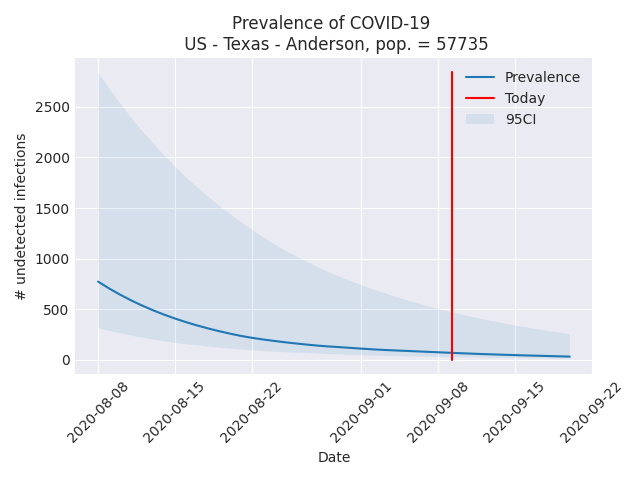 Prevalence of COVID-19
US - Texas - Anderson, pop. = 57735
Prevalence
Today
95CI
# undetected infections
2500
2000
1500
1000
500
0
2020-08-08
2020-08-15
2020-08-22
2020-09-01
2020-09-08
2020-09-15
2020-09-22
Date